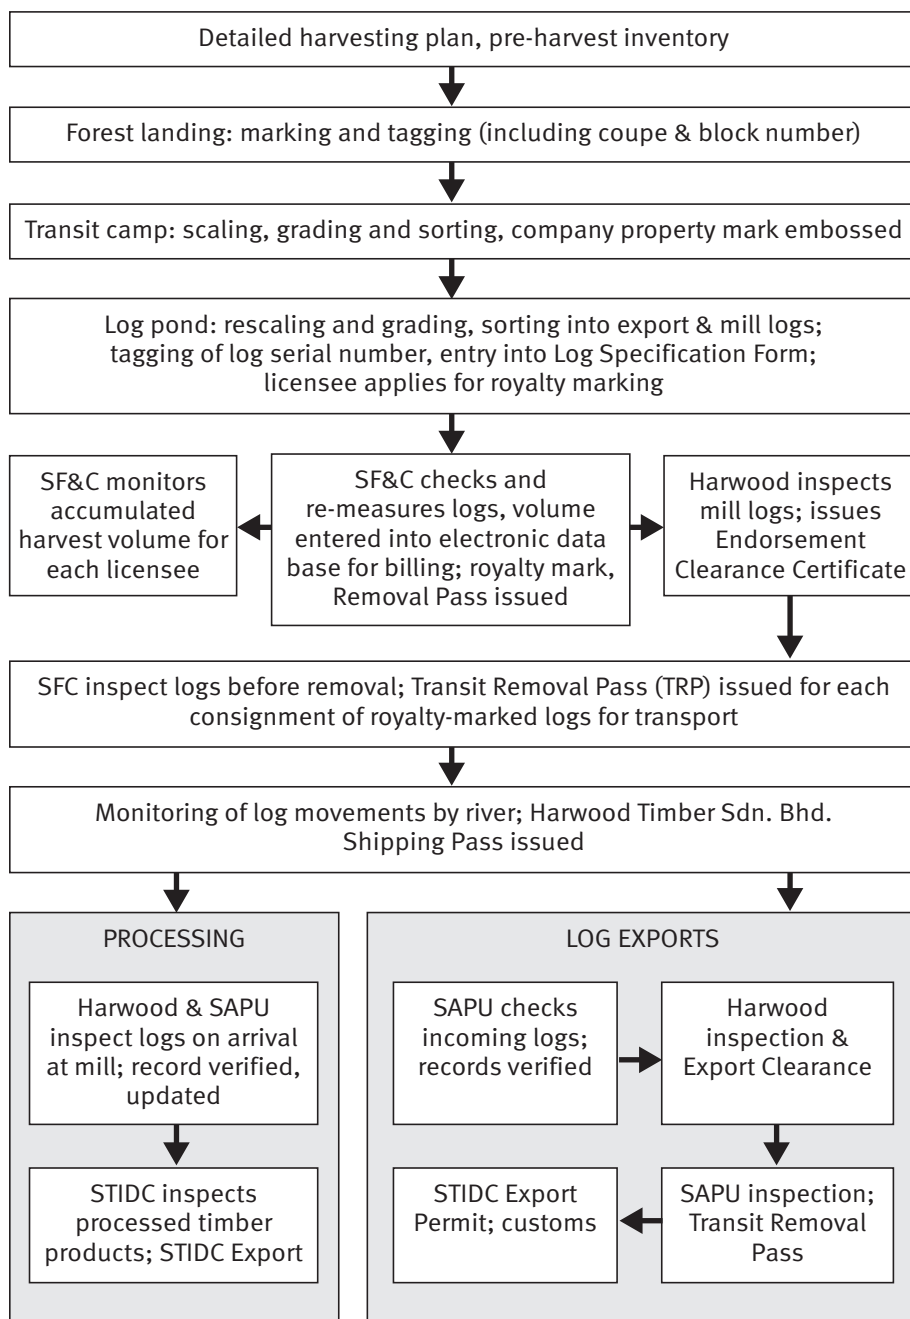 Detailed harvesting plan, pre-harvest inventory
Forest landing: marking and tagging (including coupe & block number)
Transit camp: scaling, grading and sorting, company property mark embossed
Log pond: rescaling and grading, sorting into export & mill logs;
tagging of log serial number, entry into Log Specification Form;
licensee applies for royalty marking
SF&C monitors
accumulated
harvest volume for
each licensee
SF&C checks and
re-measures logs, volume
entered into electronic data
base for billing; royalty mark,
Removal Pass issued
Harwood inspects
mill logs; issues
Endorsement
Clearance Certificate
SFC inspect logs before removal; Transit Removal Pass (TRP) issued for each
consignment of royalty-marked logs for transport
Monitoring of log movements by river; Harwood Timber Sdn. Bhd.
Shipping Pass issued
PROCESSING
Harwood & SAPU
inspect logs on arrival
at mill; record verified,
updated
STIDC inspects
processed timber
products; STIDC Export
LOG EXPORTS
SAPU checks
incoming logs;
records verified
Harwood
inspection &
Export Clearance
SAPU inspection;
Transit Removal
Pass
STIDC Export
Permit; customs